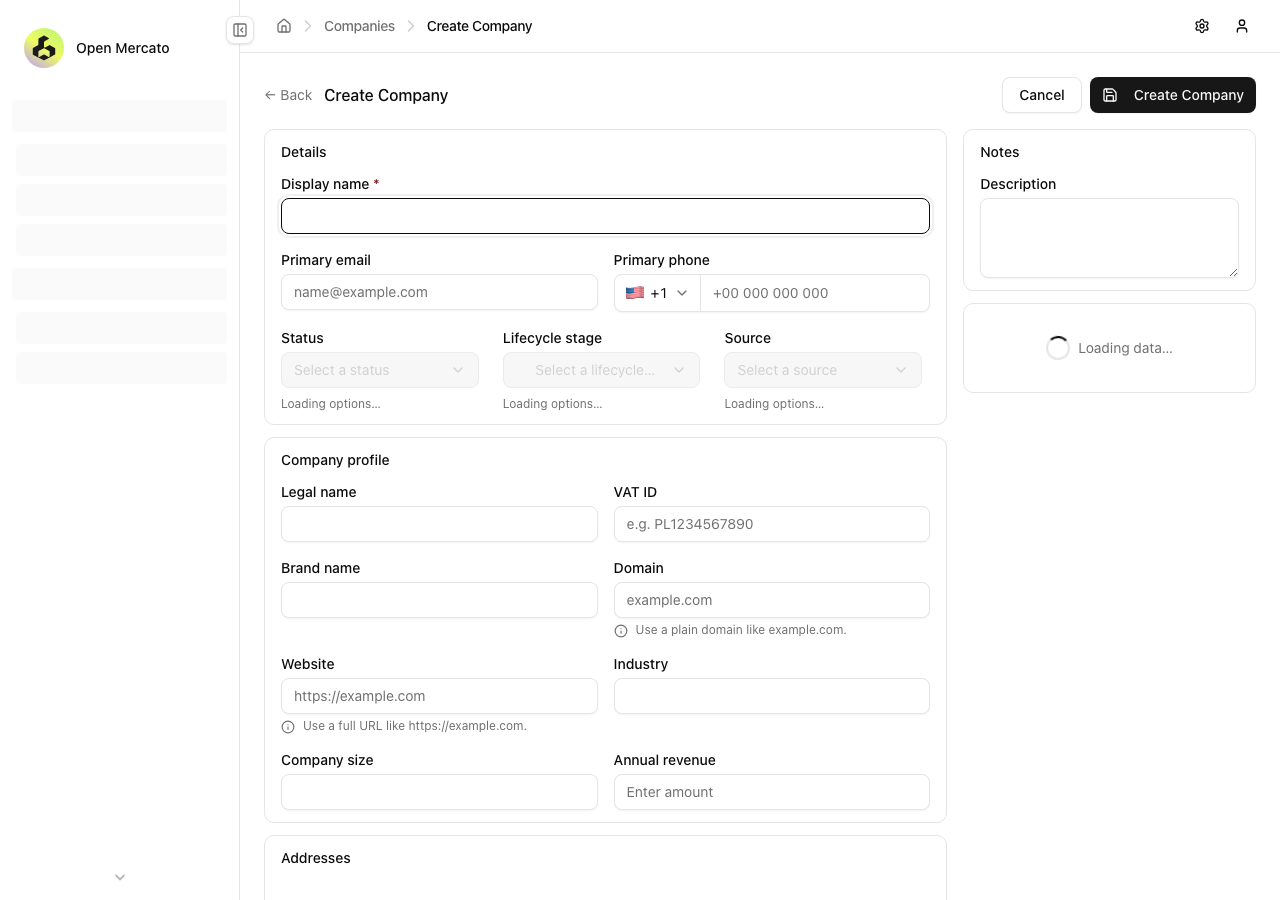 Open Mercato
Companies
Create Company
← Back
Create Company
Cancel
Create Company
Details
Display name *
Primary email
Primary phone
name@example.com
+1
+00 000 000 000
Status
Lifecycle stage
Source
Select a status
Select a lifecycle...
Select a source
Loading options...
Loading options...
Loading options...
Company profile
Legal name
VAT ID
e.g. PL1234567890
Brand name
Domain
example.com
Use a plain domain like example.com.
Website
Industry
https://example.com
Use a full URL like https://example.com.
Company size
Annual revenue
Enter amount
Addresses
Notes
Description
Loading data...